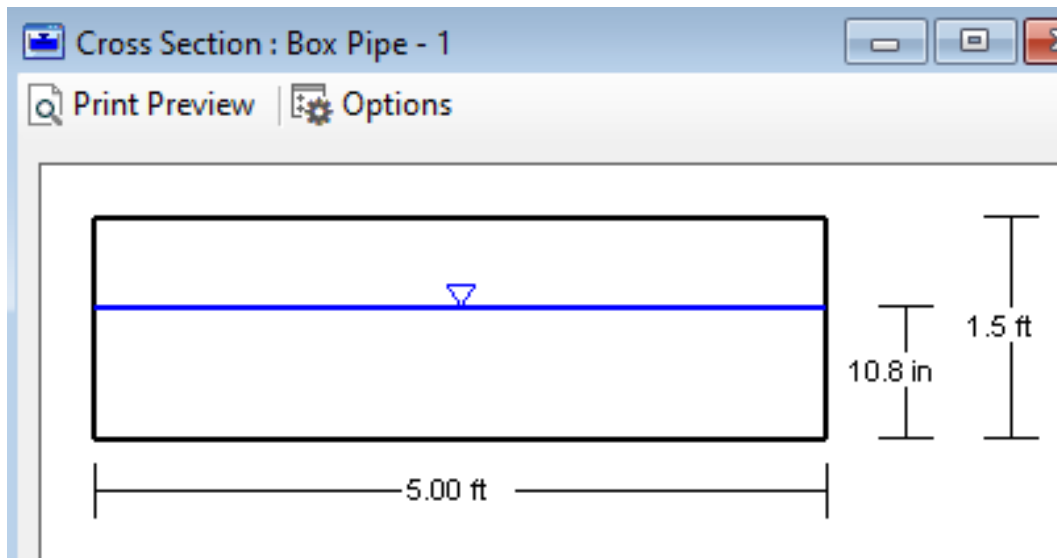 Cross Section : Box Pipe - 1
Print Preview
Options
1.5 ft
10.8 in
5.00 ft